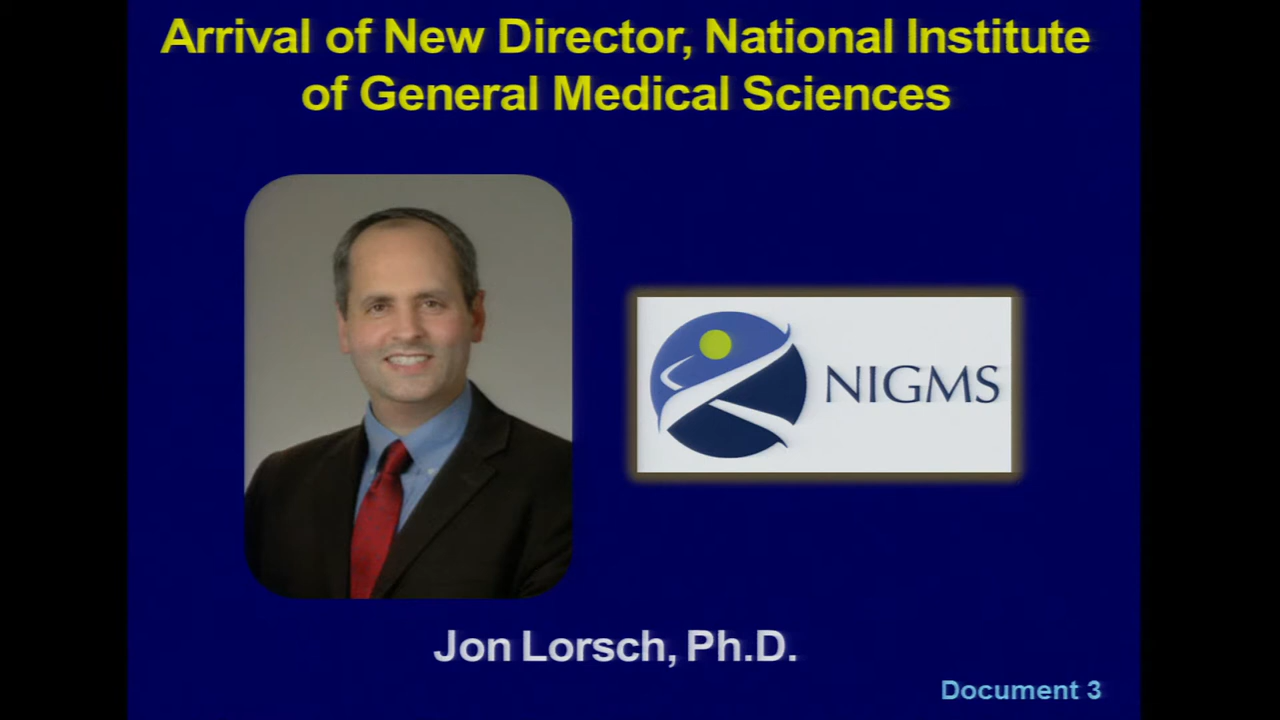 Arrival of New Director, National Institute
of General Medical Sciences
NIGMS
Jon Lorsch, Ph.D.
Document 3